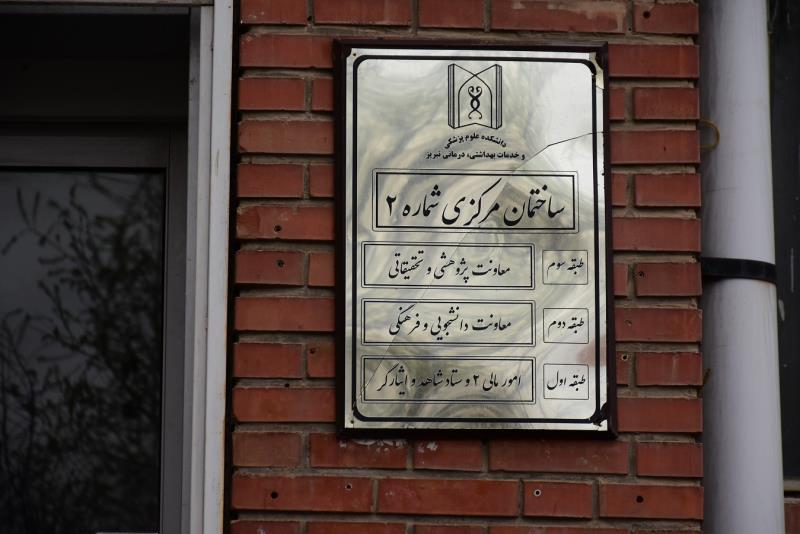 دانشکده علوم پزشکی
و خدمات بهداشتی، درمانی تبریز
ساختمان مرکزی شماره ۲
طبقه سوم معاونت پژوهشی و تحقیقاتی
طبقه دوم معاونت دانشجویی و فرهنگی
طبقه اول امور مالی ۲ و ستاد شاهد و ایثارگر